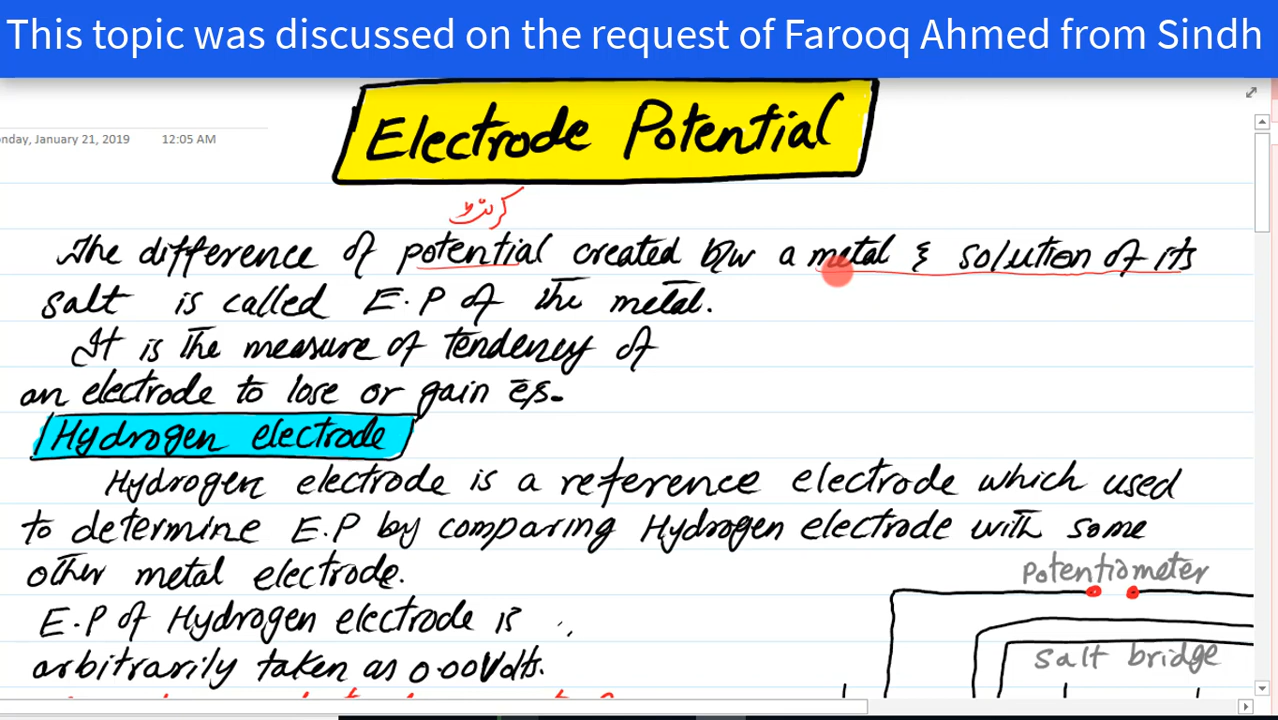 This topic was discussed on the request of Farooq Ahmed from Sindh
Electrode Potential
onday, January 21, 2019 12:05 AM
کرنٹ
The difference of potential created b/w a metal & solution of its
salt is called E.P of the metal.
It is the measure of tendency of
an electrode to lose or gain ēs.
Hydrogen electrode
Hydrogen electrode is a reference electrode which used
to determine E.P by comparing Hydrogen electrode with some
other metal electrode.
Potentiometer
E.P of Hydrogen electrode is
arbitrarily taken as 0.00Volts.
Salt bridge